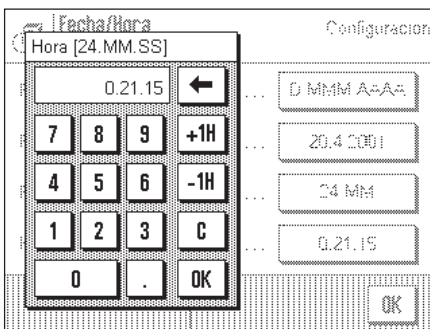 Fecha/Hora
Configuracion
Hora [24.MM.SS]
0.21.15
... D MMM AAAA
7 8 9 +1H
... 20.4.2001
4 5 6 -1H
... 24 MM
1 2 3 C
... 0.21.15
0 . OK
OK